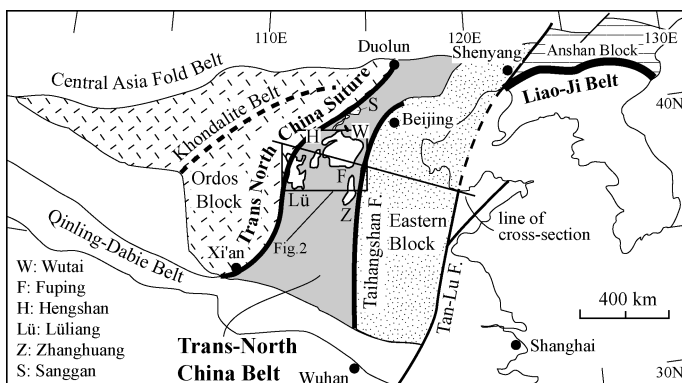 110E
120E
130E
Duolun
Shenyang
Anshan Block
Central Asia Fold Belt
Liao-Ji Belt
40N
Khondalite Belt
Trans North China Suture
S
Beijing
H
W
Ordos
Block
F
Lü
Z
Eastern
Block
line of
cross-section
Qinling-Dabie Belt
Xi'an
Fig.2
Taihangshan F.
Tan-Lu F.
W: Wutai
F: Fuping
H: Hengshan
Lü: Lüliang
Z: Zhanghuang
S: Sanggan
400 km
Trans-North
China Belt
Shanghai
Wuhan
30N